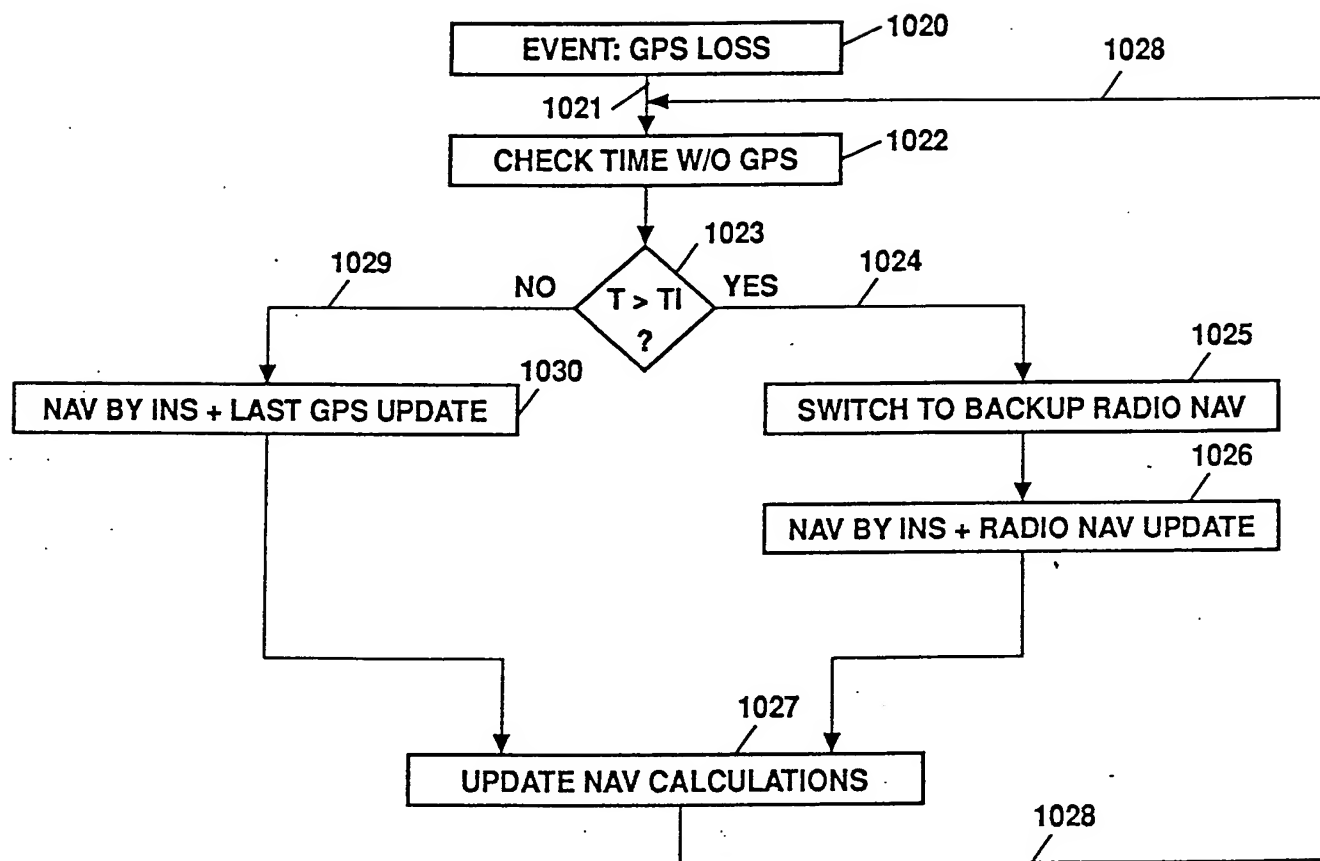 EVENT: GPS LOSS
1020
1028
1021
CHECK TIME W/O GPS
1022
1023
1029
NO
T > TI
?
YES
1024
1025
1030
NAV BY INS + LAST GPS UPDATE
SWITCH TO BACKUP RADIO NAV
1026
NAV BY INS + RADIO NAV UPDATE
1027
UPDATE NAV CALCULATIONS
1028